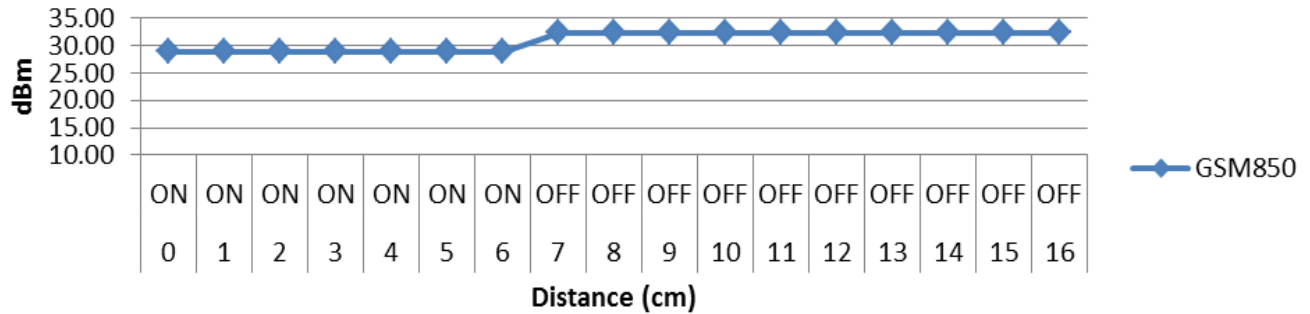 35.00
30.00
25.00
20.00
15.00
10.00
dBm
ON ON ON ON ON ON ON OFF OFF OFF OFF OFF OFF OFF OFF OFF OFF
0 1 2 3 4 5 6 7 8 9 10 11 12 13 14 15 16
Distance (cm)
GSM850